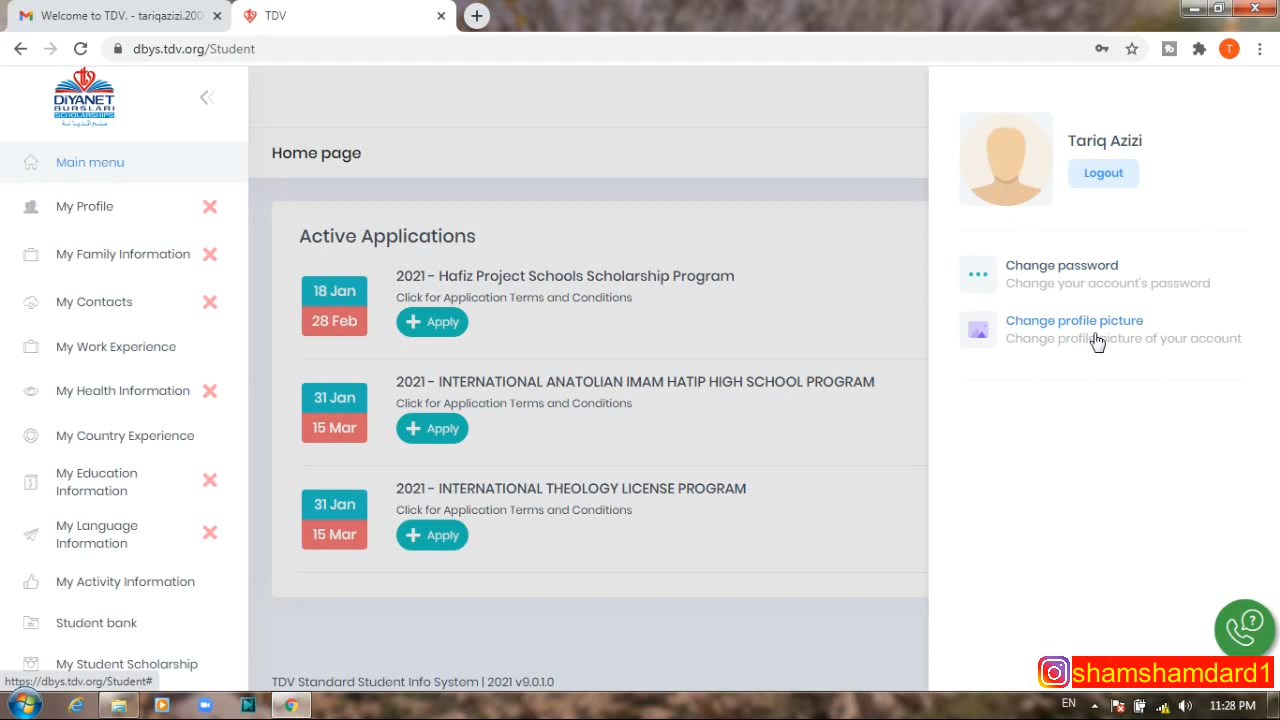 Welcome to TDV. - tariqazizi.200
TDV
dbys.tdv.org/Student
T
DIYANET
BURSLARI
SCHOLARSHIPS
Main menu
My Profile
My Family Information
My Contacts
My Work Experience
My Health Information
My Country Experience
My Education
Information
My Language
Information
My Activity Information
Student bank
My Student Scholarship
https://dbys.tdv.org/Student#
Home page
Active Applications
18 Jan
28 Feb
2021 - Hafiz Project Schools Scholarship Program
Click for Application Terms and Conditions
+ Apply
31 Jan
15 Mar
2021 - INTERNATIONAL ANATOLIAN IMAM HATIP HIGH SCHOOL PROGRAM
Click for Application Terms and Conditions
+ Apply
31 Jan
15 Mar
2021 - INTERNATIONAL THEOLOGY LICENSE PROGRAM
Click for Application Terms and Conditions
+ Apply
TDV Standard Student Info System | 2021 v9.0.1.0
Tariq Azizi
Logout
Change password
Change your account's password
Change profile picture
Change profile picture of your account
shamshamdard1
EN
11:28 PM